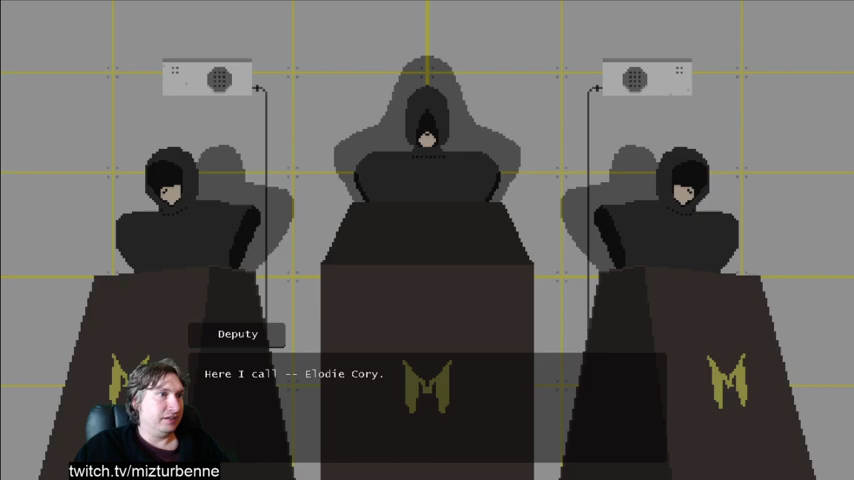 Deputy
Here I call -- Elodie Cory.
M
M
M
twitch.tv/mizturbenne